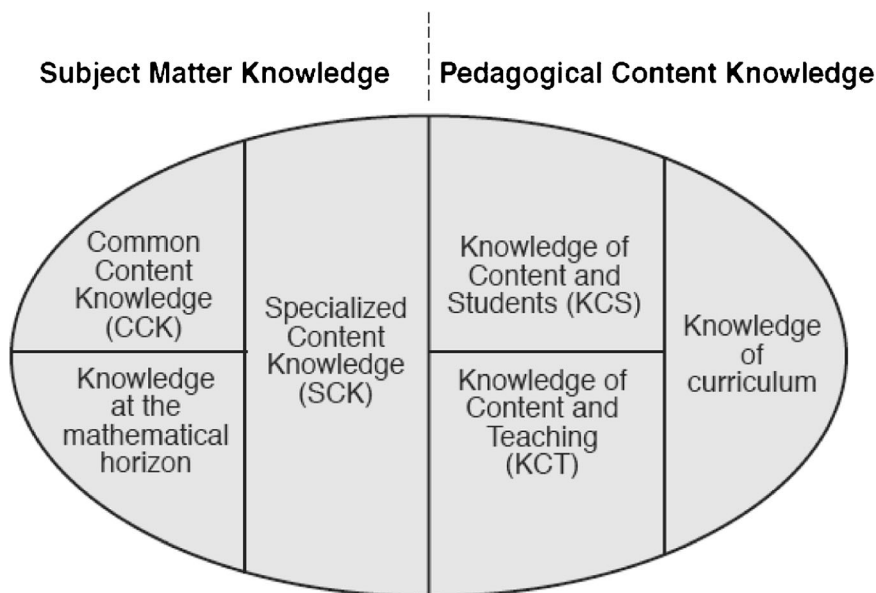 Subject Matter Knowledge
Pedagogical Content Knowledge
Common
Content
Knowledge
(CCK)
Knowledge
at the
mathematical
horizon
Specialized
Content
Knowledge
(SCK)
Knowledge of
Content and
Students (KCS)
Knowledge of
Content and
Teaching
(KCT)
Knowledge
of
curriculum